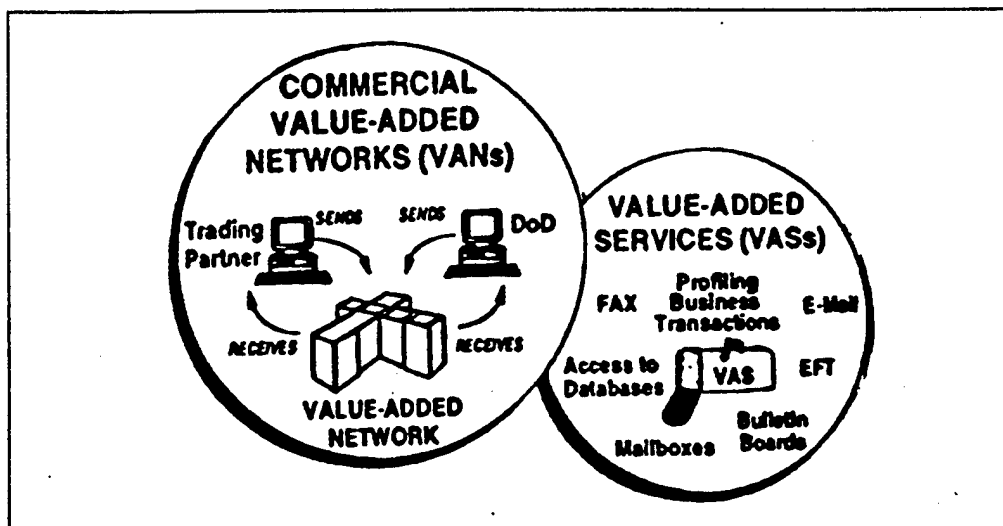 COMMERCIAL
VALUE-ADDED
NETWORKS (VANs)
SENDS
SENDS
Trading
Partner
DoD
RECEIVES
RECEIVES
VALUE-ADDED
NETWORK
VALUE-ADDED
SERVICES (VASs)
FAX
Profiling
Business
Transactions
E-Mail
Access to
Databases
VAS
EFT
Mailboxes
Bulletin
Boards